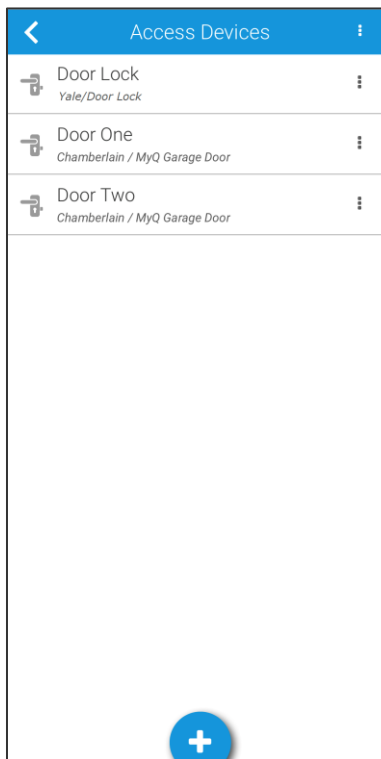 Access Devices
Door Lock
Yale/Door Lock
Door One
Chamberlain / MyQ Garage Door
Door Two
Chamberlain / MyQ Garage Door